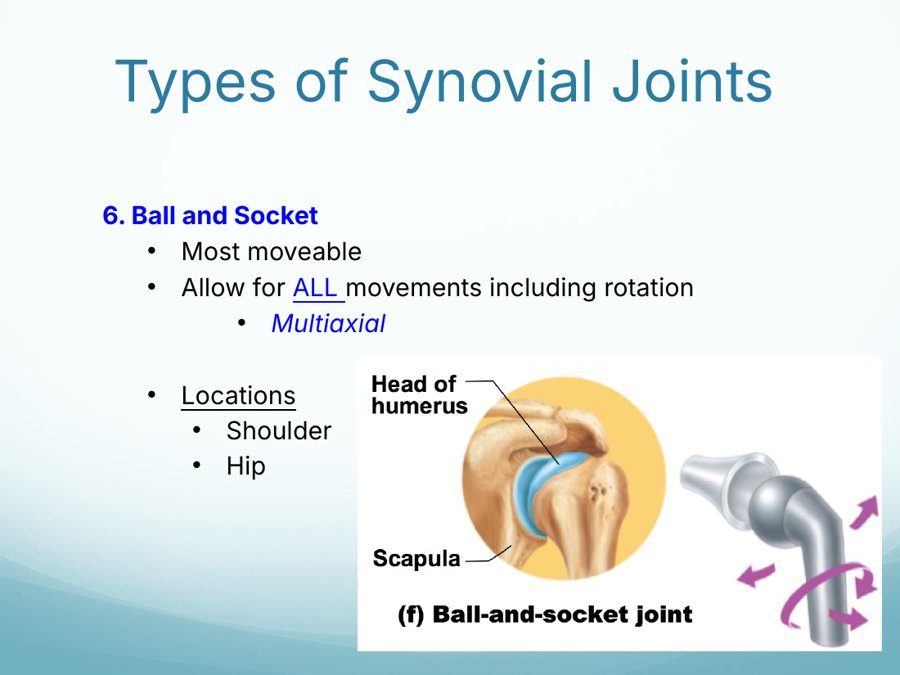 Types of Synovial Joints
6. Ball and Socket
• Most moveable
• Allow for ALL movements including rotation
• Multiaxial
• Locations
• Shoulder
• Hip
Head of
humerus
Scapula
(f) Ball-and-socket joint